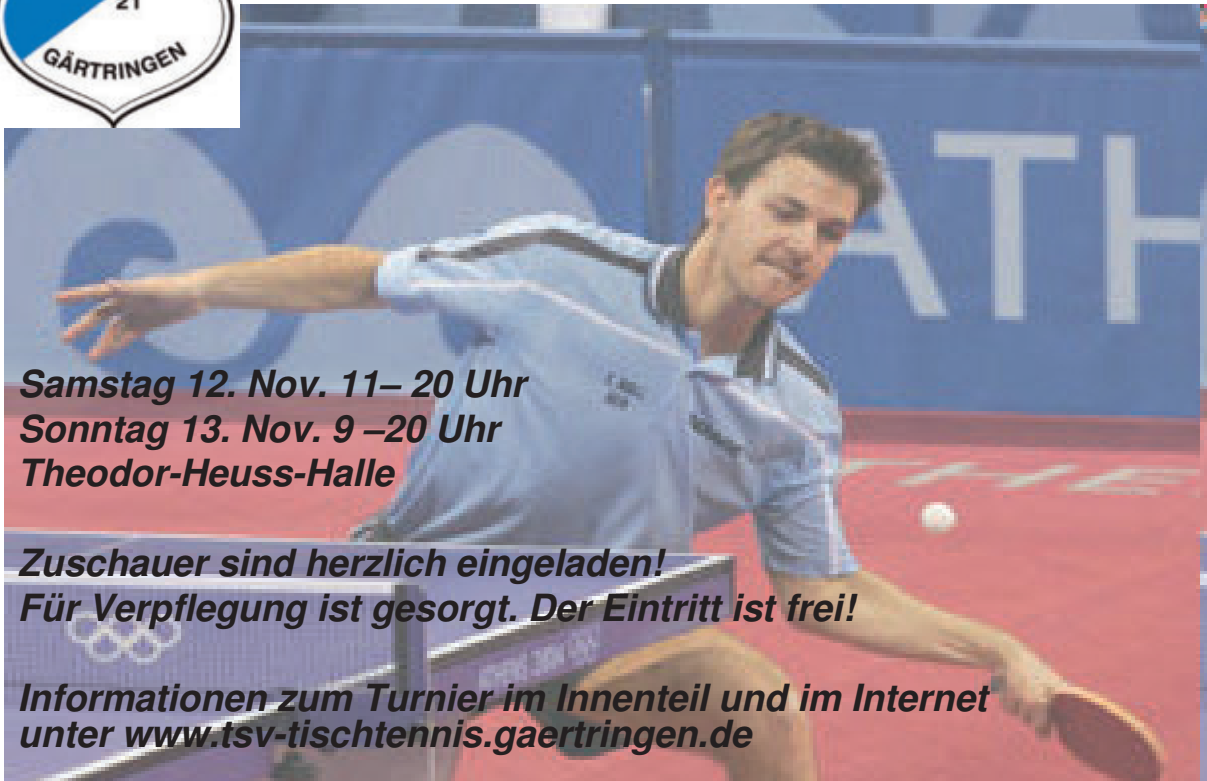 21
GÄRTRINGEN
ATH
Samstag 12. Nov. 11– 20 Uhr
Sonntag 13. Nov. 9 –20 Uhr
Theodor-Heuss-Halle
THE
Zuschauer sind herzlich eingeladen!
Für Verpflegung ist gesorgt. Der Eintritt ist frei!
Informationen zum Turnier im Innenteil und im Internet
unter www.tsv-tischtennis.gaertringen.de